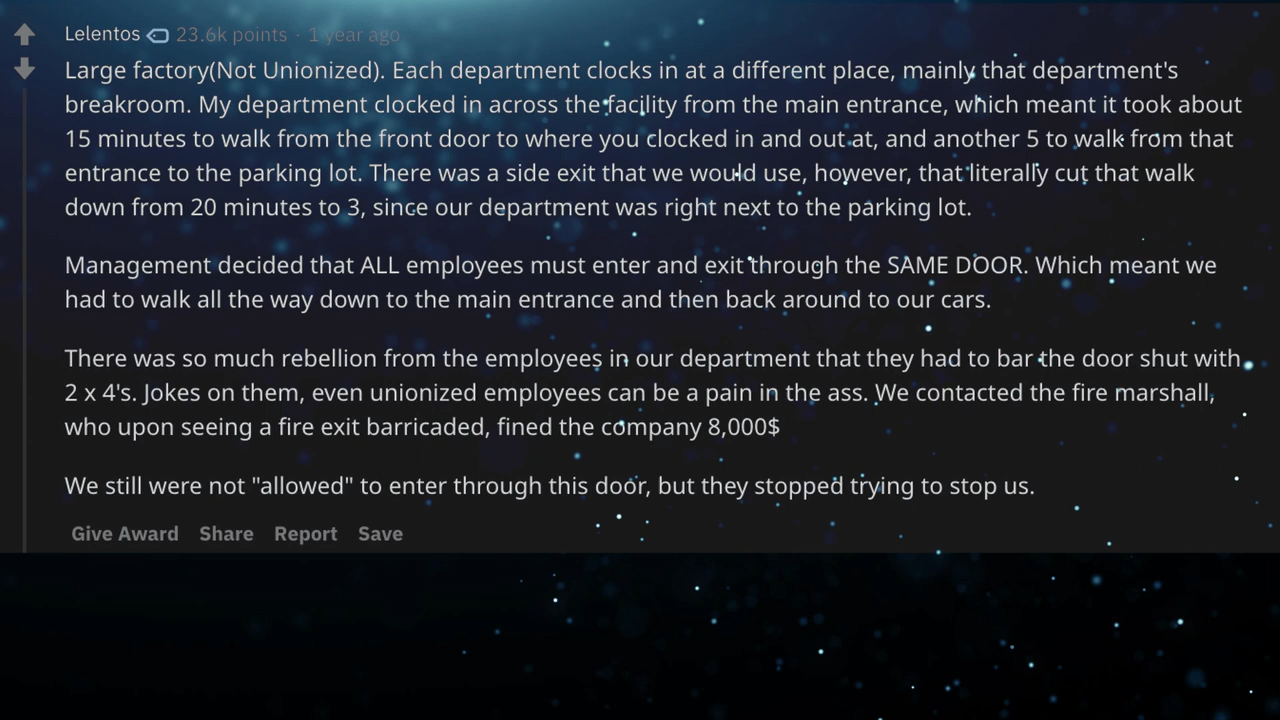 Lelentos 23.6k points · 1 year ago
Large factory(Not Unionized). Each department clocks in at a different place, mainly that department's
breakroom. My department clocked in across the facility from the main entrance, which meant it took about
15 minutes to walk from the front door to where you clocked in and out at, and another 5 to walk from that
entrance to the parking lot. There was a side exit that we would use, however, that literally cut that walk
down from 20 minutes to 3, since our department was right next to the parking lot.
Management decided that ALL employees must enter and exit through the SAME DOOR. Which meant we
had to walk all the way down to the main entrance and then back around to our cars.
There was so much rebellion from the employees in our department that they had to bar the door shut with
2 x 4's. Jokes on them, even unionized employees can be a pain in the ass. We contacted the fire marshall,
who upon seeing a fire exit barricaded, fined the company 8,000$
We still were not "allowed" to enter through this door, but they stopped trying to stop us.
Give Award Share Report Save